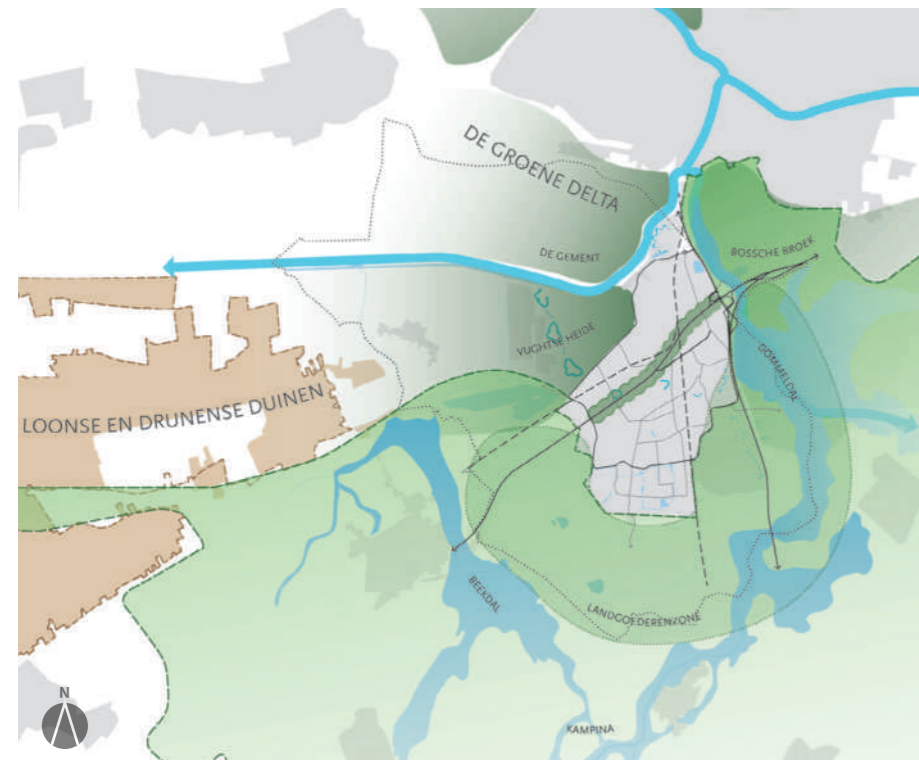 DE GROENE DELTA
DE GEMENT
BOSSCHE BROEK
VUGHTSE HEIDE
DOMMELDAL
LOONSE EN DRUNENSE DUINEN
BEEKDAL
LANDGOEDERENZONE
N
KAMPINA